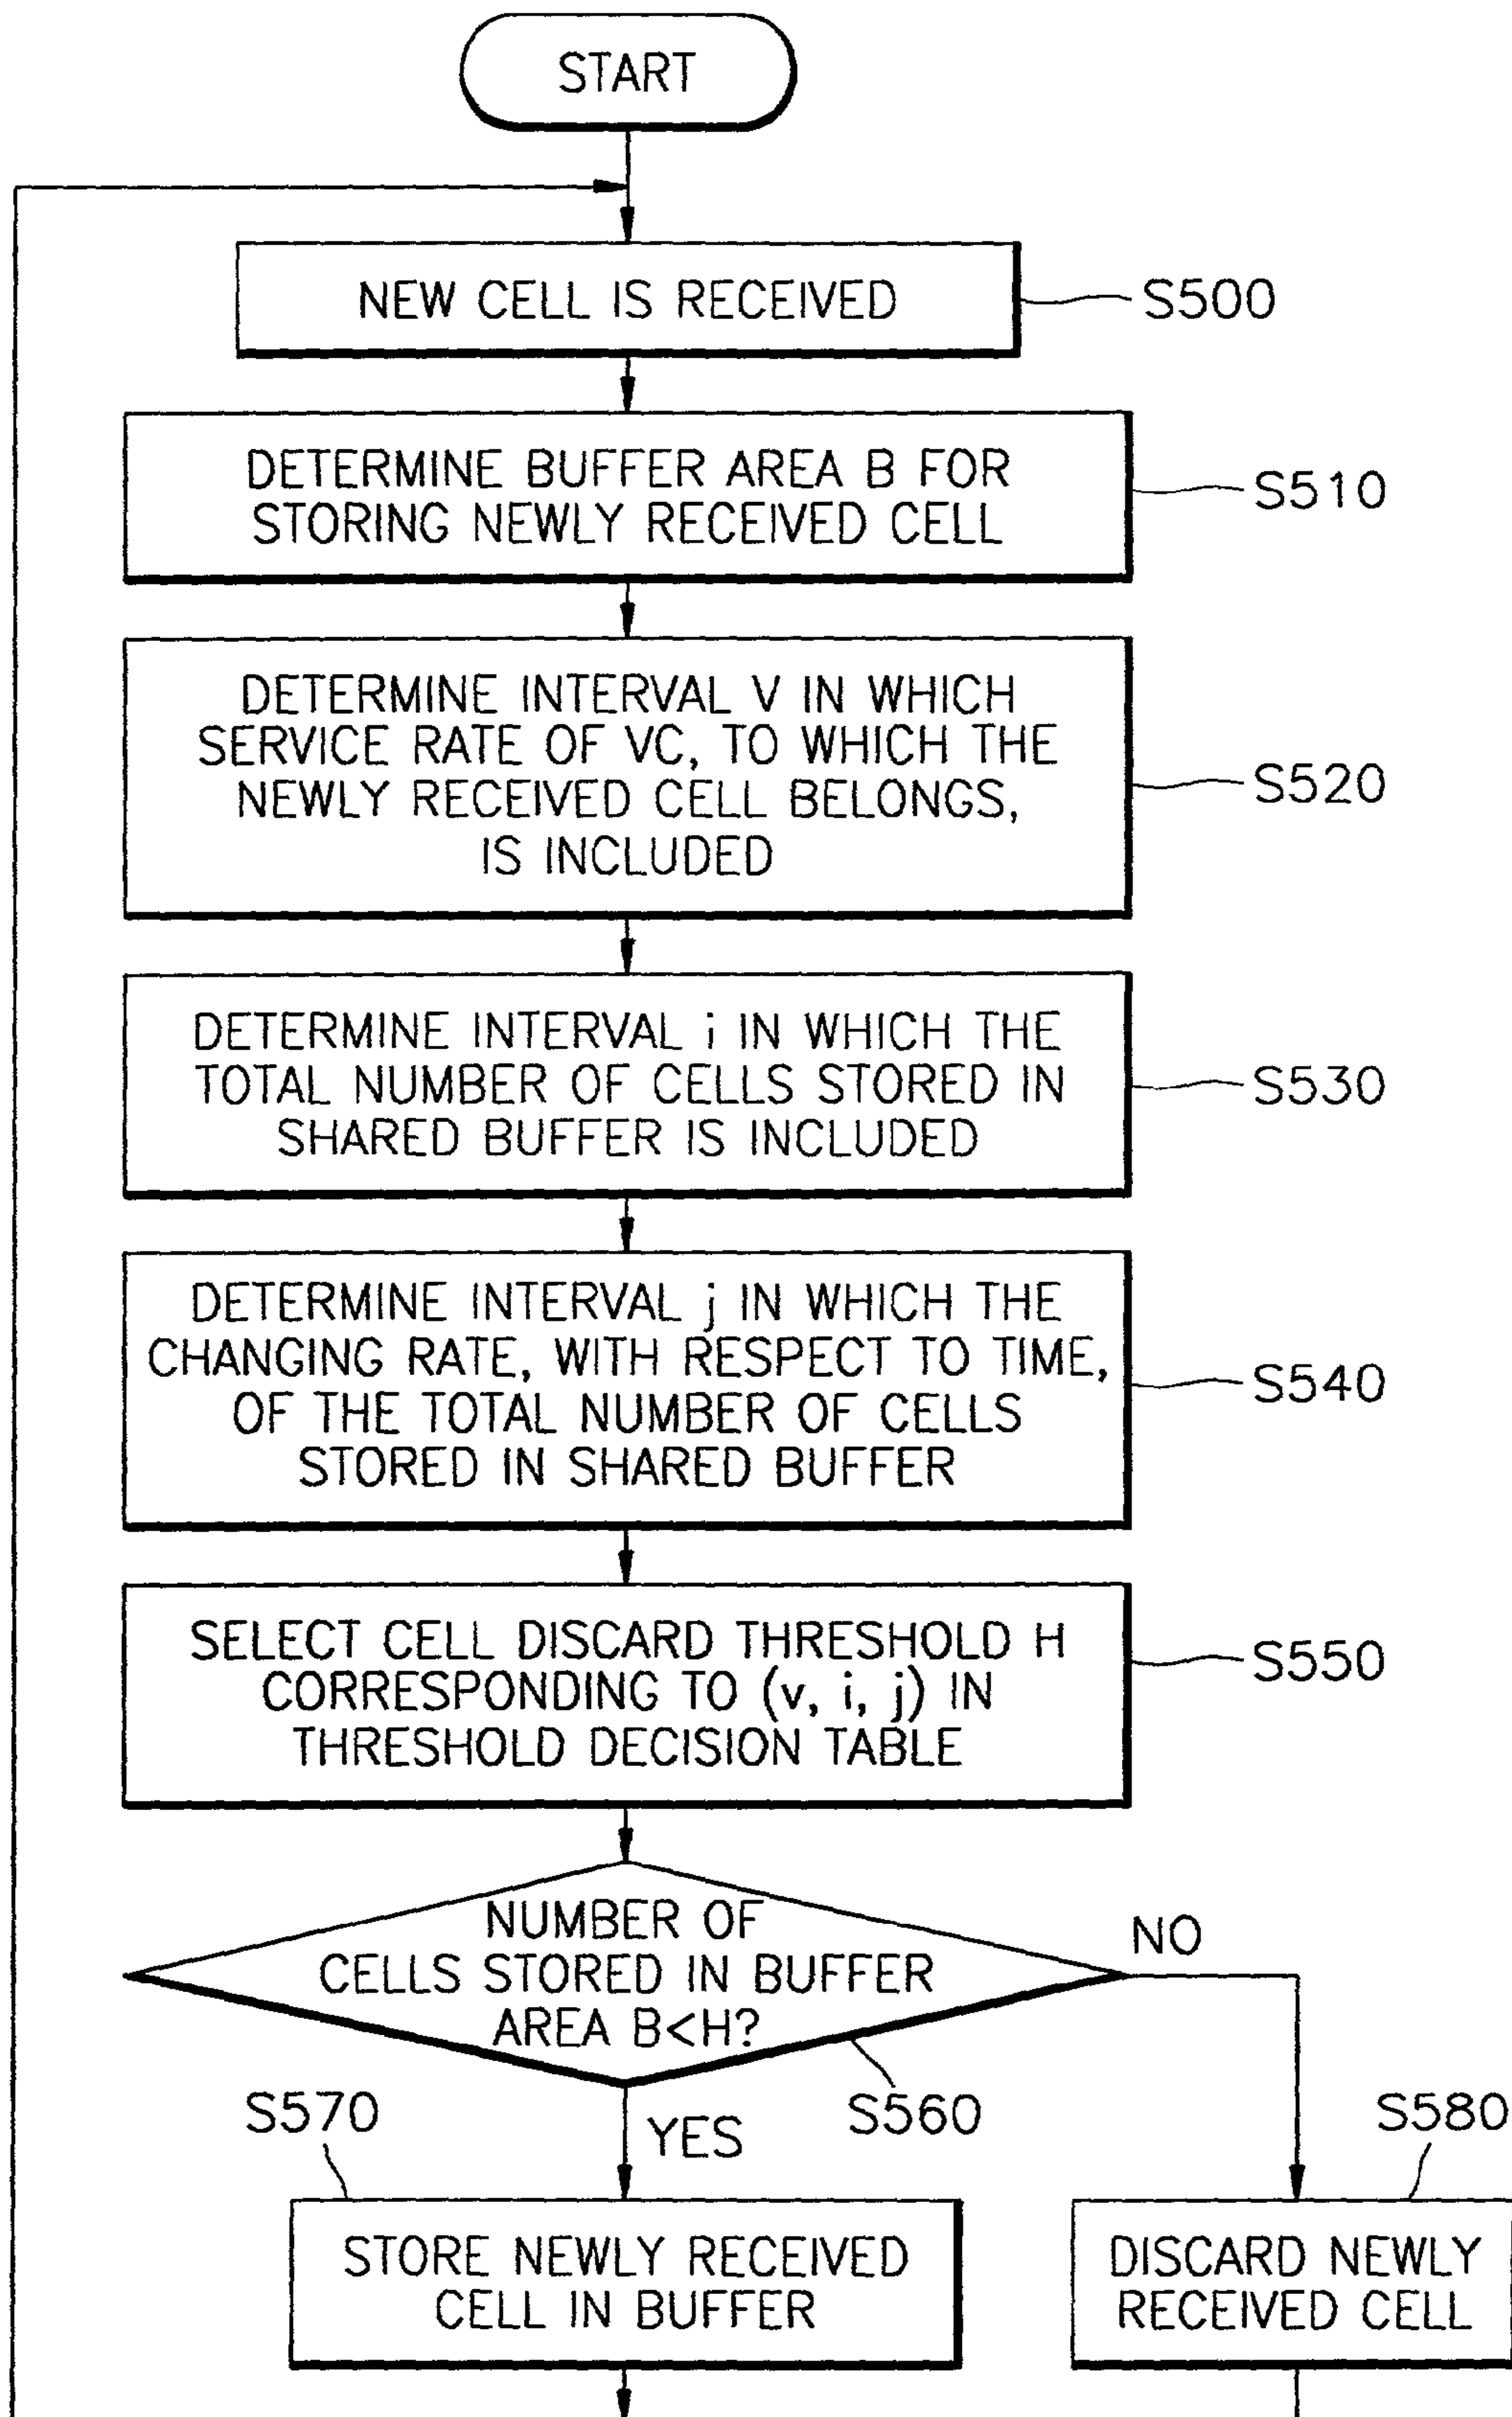 START
NEW CELL IS RECEIVED
S500
DETERMINE BUFFER AREA B FOR
STORING NEWLY RECEIVED CELL
S510
DETERMINE INTERVAL V IN WHICH
SERVICE RATE OF VC, TO WHICH THE
NEWLY RECEIVED CELL BELONGS,
IS INCLUDED
S520
DETERMINE INTERVAL i IN WHICH THE
TOTAL NUMBER OF CELLS STORED IN
SHARED BUFFER IS INCLUDED
S530
DETERMINE INTERVAL j IN WHICH THE
CHANGING RATE, WITH RESPECT TO TIME,
OF THE TOTAL NUMBER OF CELLS
STORED IN SHARED BUFFER
S540
SELECT CELL DISCARD THRESHOLD H
CORRESPONDING TO (v, i, j) IN
THRESHOLD DECISION TABLE
S550
NUMBER OF
CELLS STORED IN BUFFER
AREA B<H?
NO
S560
YES
S570
S580
STORE NEWLY RECEIVED
CELL IN BUFFER
DISCARD NEWLY
RECEIVED CELL